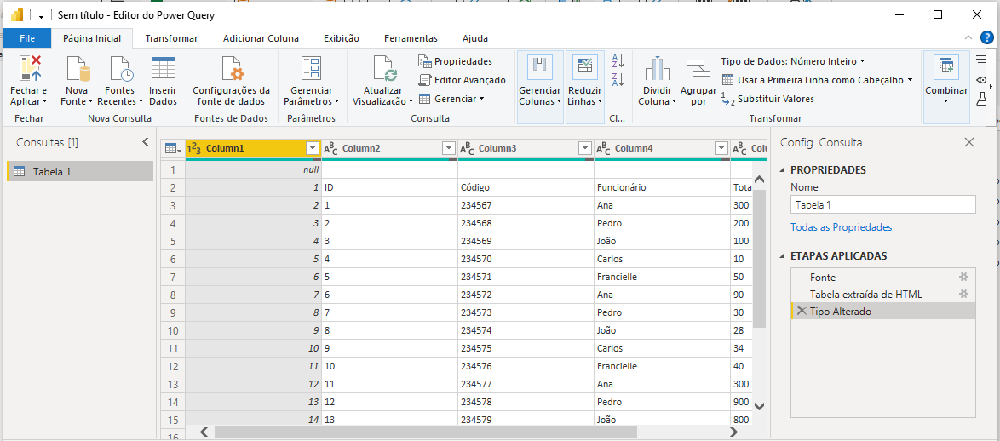 Sem título - Editor do Power Query
File Página Inicial Transformar Adicionar Coluna Exibição Ferramentas Ajuda
Fechar e Aplicar
Nova Fonte
Fontes Recentes
Inserir Dados
Configurações da fonte de dados
Gerenciar Parâmetros
Atualizar Visualização
Propriedades
Editor Avançado
Gerenciar
Gerenciar Colunas
Reduzir Linhas
Dividir Coluna
Agrupar por
Tipo de Dados: Número Inteiro
Usar a Primeira Linha como Cabeçalho
Substituir Valores
Combinar
Fechar Nova Consulta Fontes de Dados Parâmetros Consulta Cl... Transformar
Consultas [1]
Tabela 1
Column1 Column2 Column3 Column4
1 null
2 1 ID Código Funcionário Tota
3 2 1 234567 Ana 300
4 3 2 234568 Pedro 200
5 4 3 234569 João 100
6 5 4 234570 Carlos 10
7 6 5 234571 Francielle 50
8 7 6 234572 Ana 90
9 8 7 234573 Pedro 30
10 9 8 234574 João 28
11 10 9 234575 Carlos 34
12 11 10 234576 Francielle 40
13 12 11 234577 Ana 300
14 13 12 234578 Pedro 900
15 14 13 234579 João 800
16
Config. Consulta
PROPRIEDADES
Nome
Tabela 1
Todas as Propriedades
ETAPAS APLICADAS
Fonte
Tabela extraída de HTML
Tipo Alterado